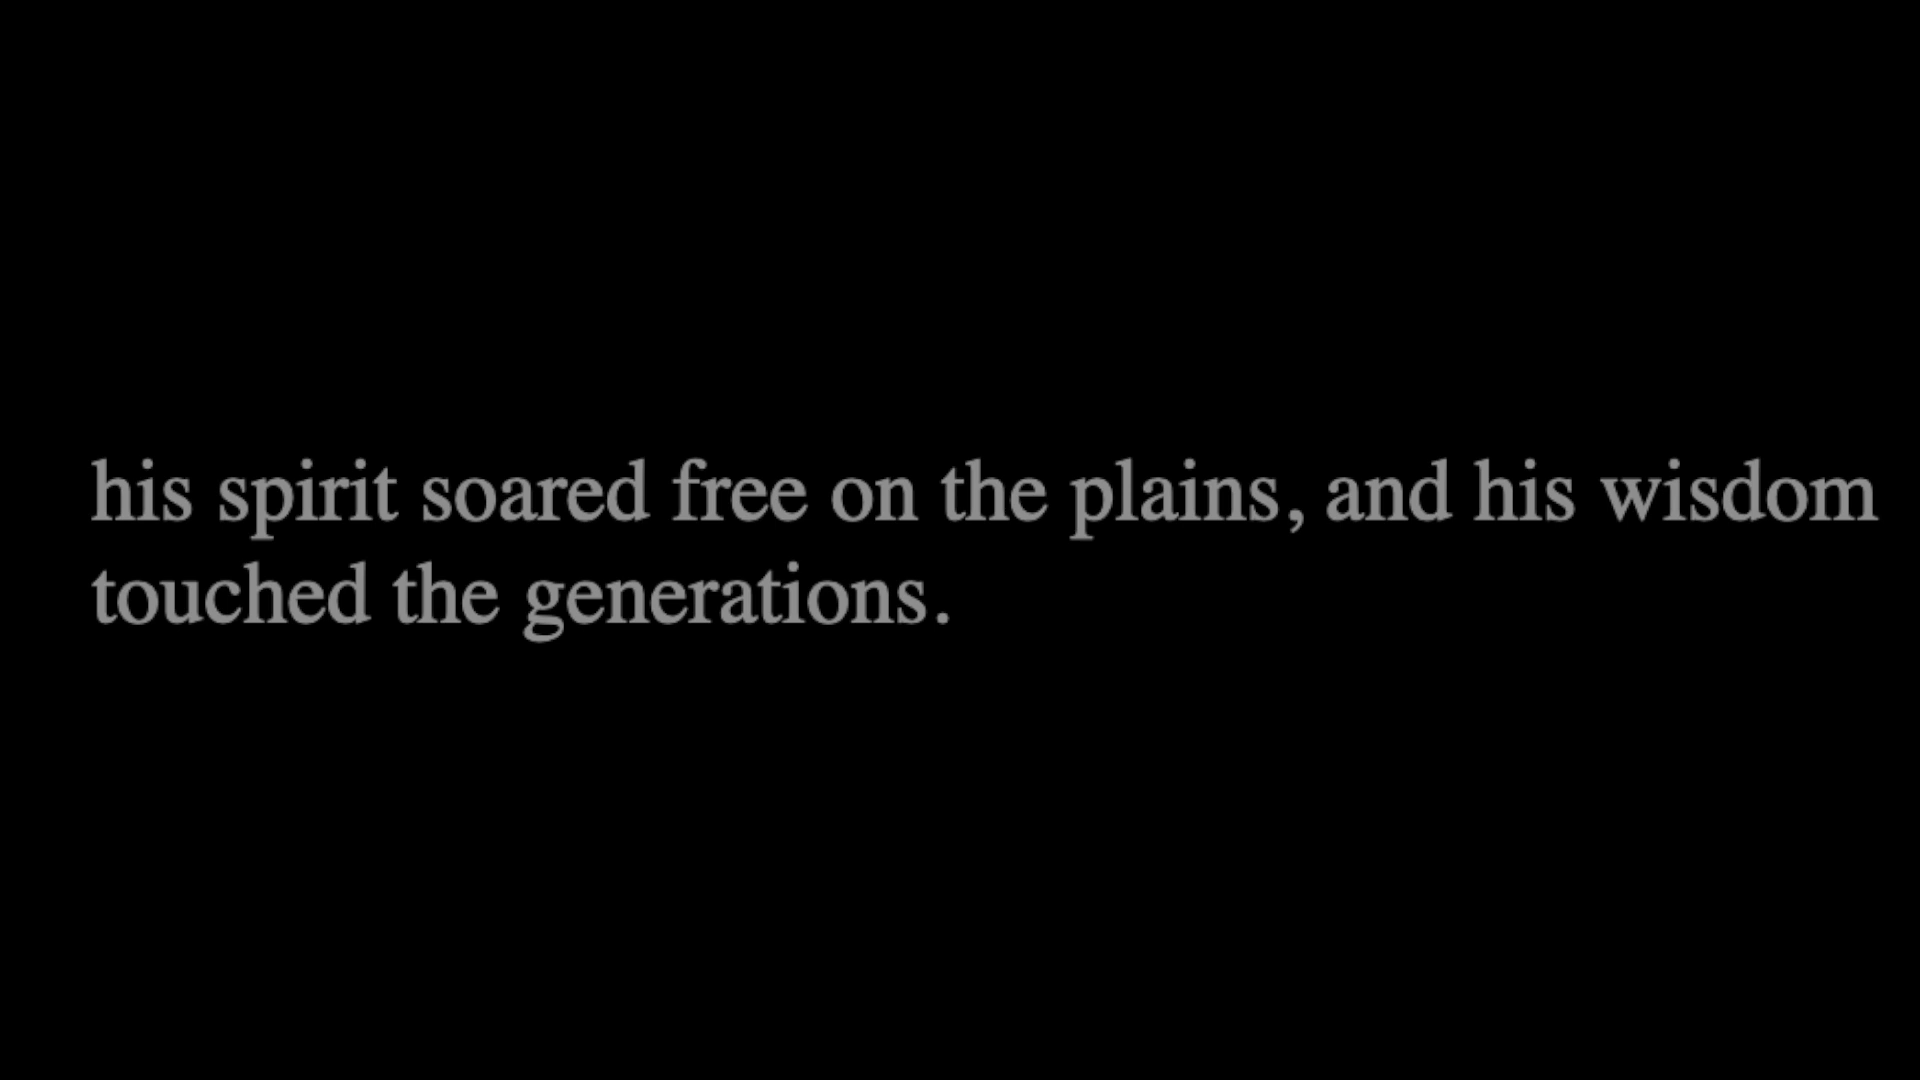 his spirit soared free on the plains, and his wisdom
touched the generations.